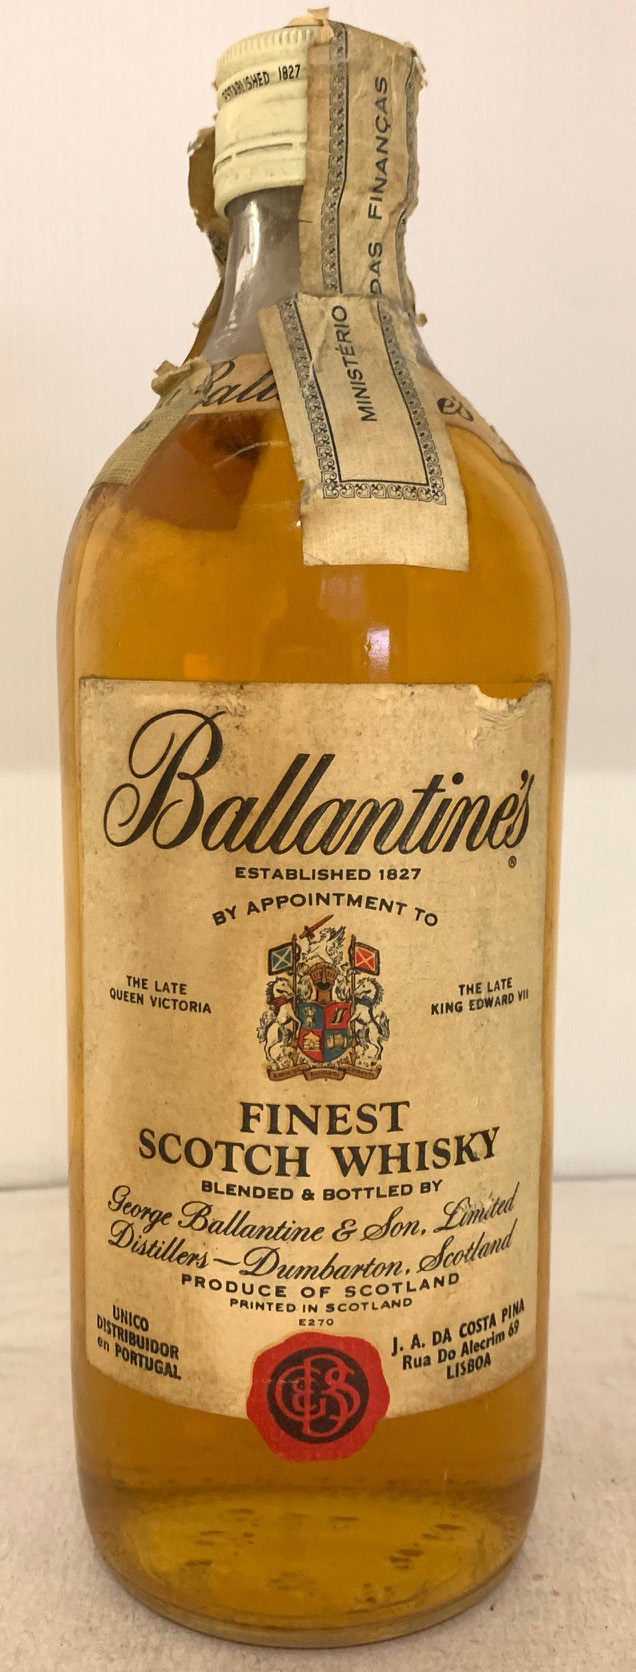 ESTABLISHED 1827
MINISTÉRIO DAS FINANÇAS
Ballantine's
ESTABLISHED 1827
BY APPOINTMENT TO
THE LATE
QUEEN VICTORIA
THE LATE
KING EDWARD VII
FINEST
SCOTCH WHISKY
BLENDED & BOTTLED BY
George Ballantine & Son, Limited
Distillers — Dumbarton, Scotland
PRODUCE OF SCOTLAND
PRINTED IN SCOTLAND
E270
UNICO
DISTRIBUIDOR
en PORTUGAL
J. A. DA COSTA PINA
Rua Do Alecrim 69
LISBOA
GBS